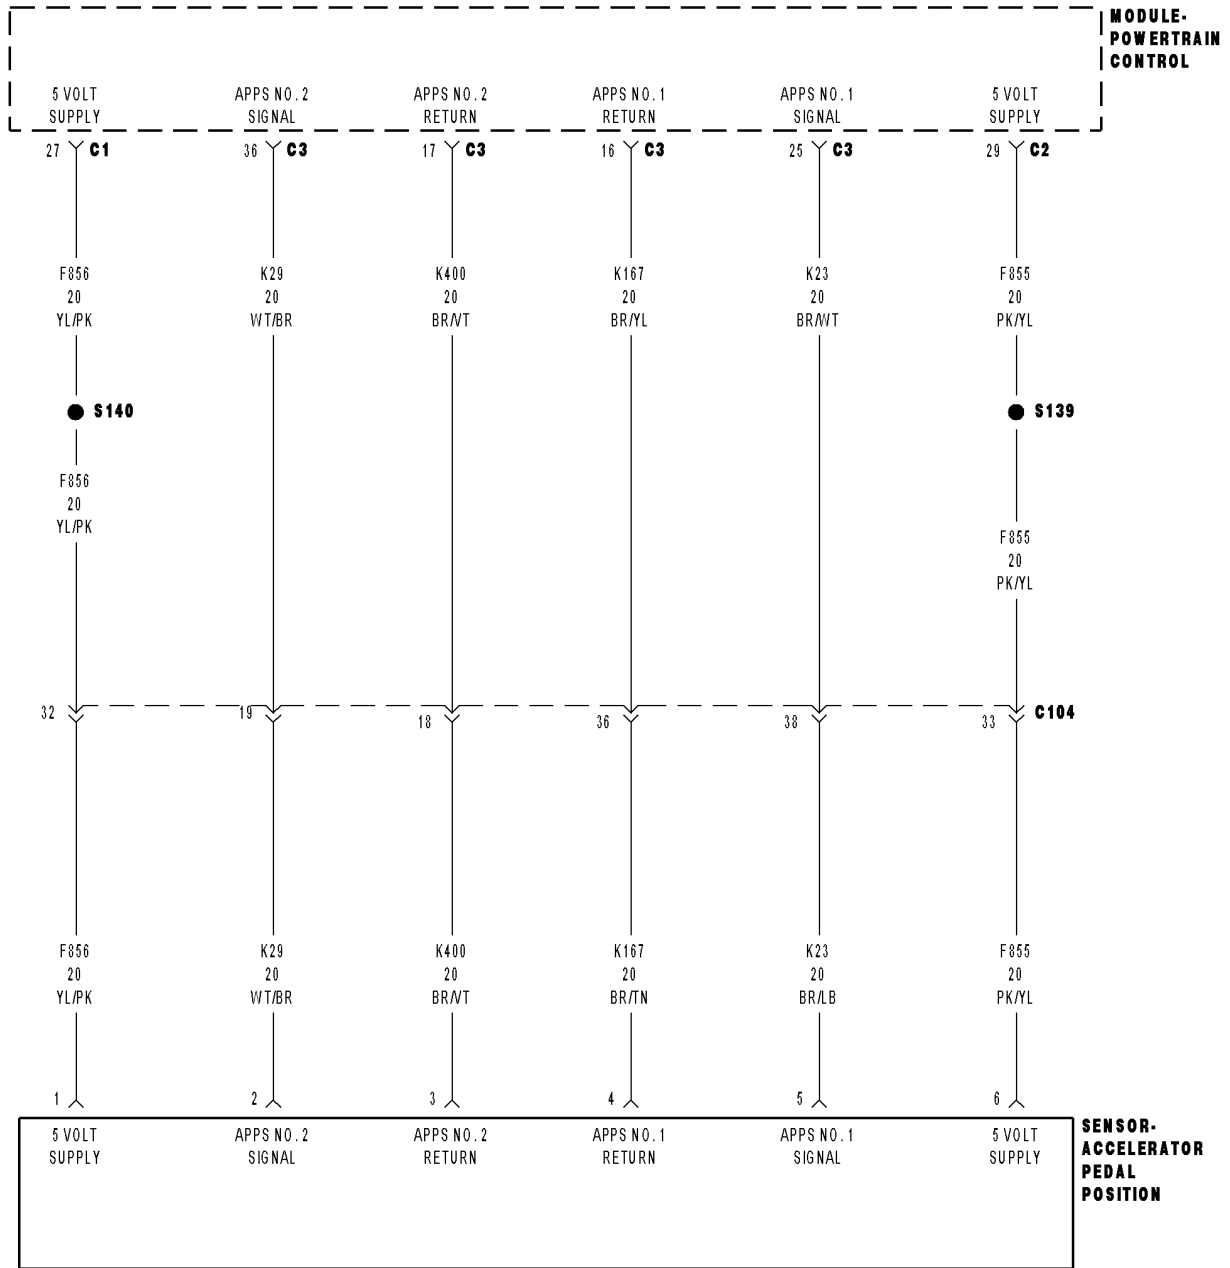 MODULE-
POWERTRAIN
CONTROL
5 VOLT APPS NO. 2 APPS NO. 2 APPS NO. 1 APPS NO. 1 5 VOLT
SUPPLY SIGNAL RETURN RETURN SIGNAL SUPPLY
27 C1 36 C3 17 C3 16 C3 25 C3 29 C2
F856 K29 K400 K167 K23 F855
20 20 20 20 20 20
YL/PK WT/BR BR/VT BR/YL BR/WT PK/YL
S140 S139
F856
20
YL/PK
F855
20
PK/YL
32 19 18 36 38 33 C104
F856 K29 K400 K167 K23 F855
20 20 20 20 20 20
YL/PK WT/BR BR/VT BR/TN BR/LB PK/YL
1 2 3 4 5 6
5 VOLT APPS NO. 2 APPS NO. 2 APPS NO. 1 APPS NO. 1 5 VOLT
SUPPLY SIGNAL RETURN RETURN SIGNAL SUPPLY
SENSOR-
ACCELERATOR
PEDAL
POSITION